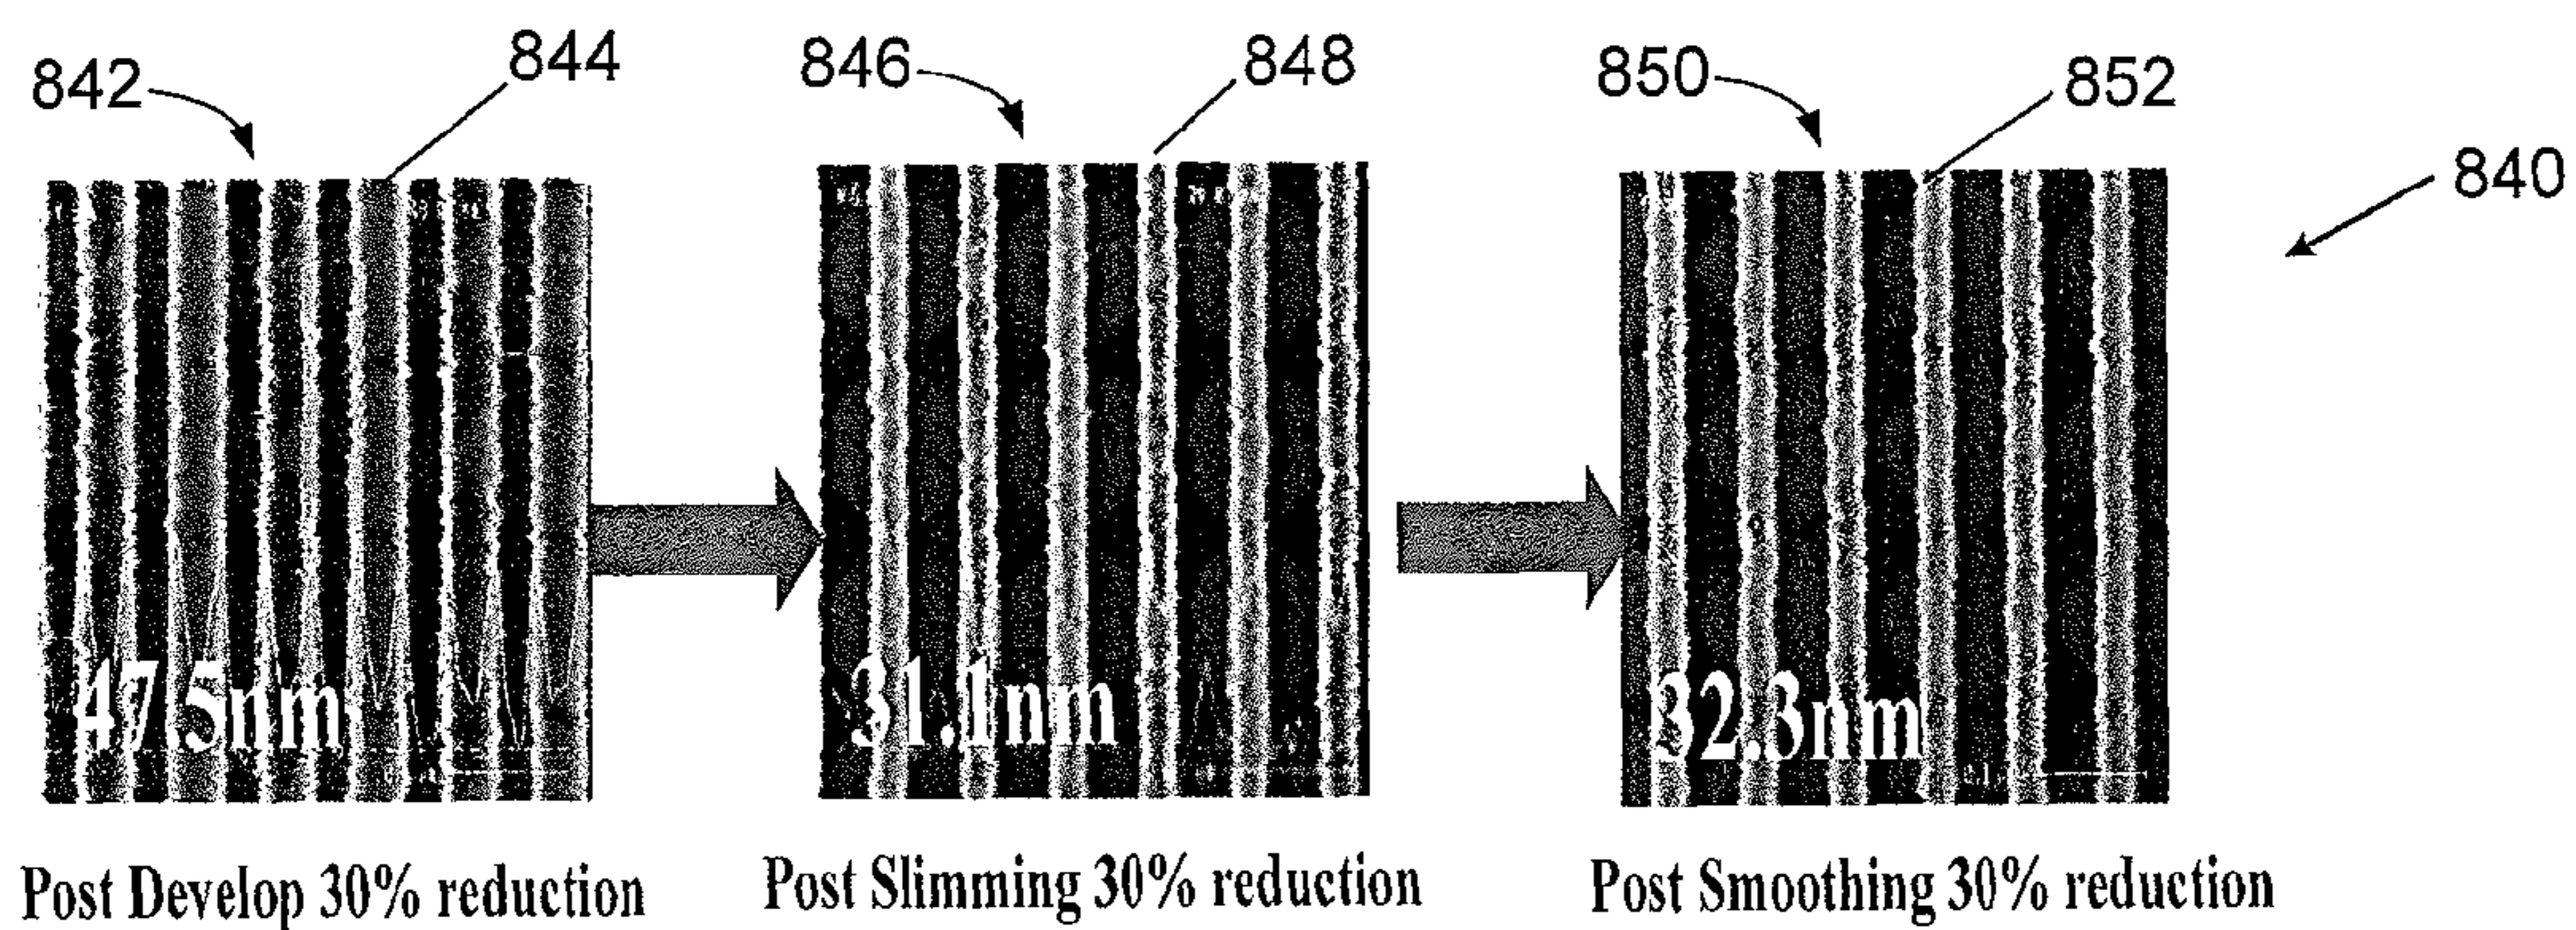 842
844
846
848
850
852
840
47.5nm
31.1nm
32.3nm
Post Develop 30% reduction
Post Slimming 30% reduction
Post Smoothing 30% reduction